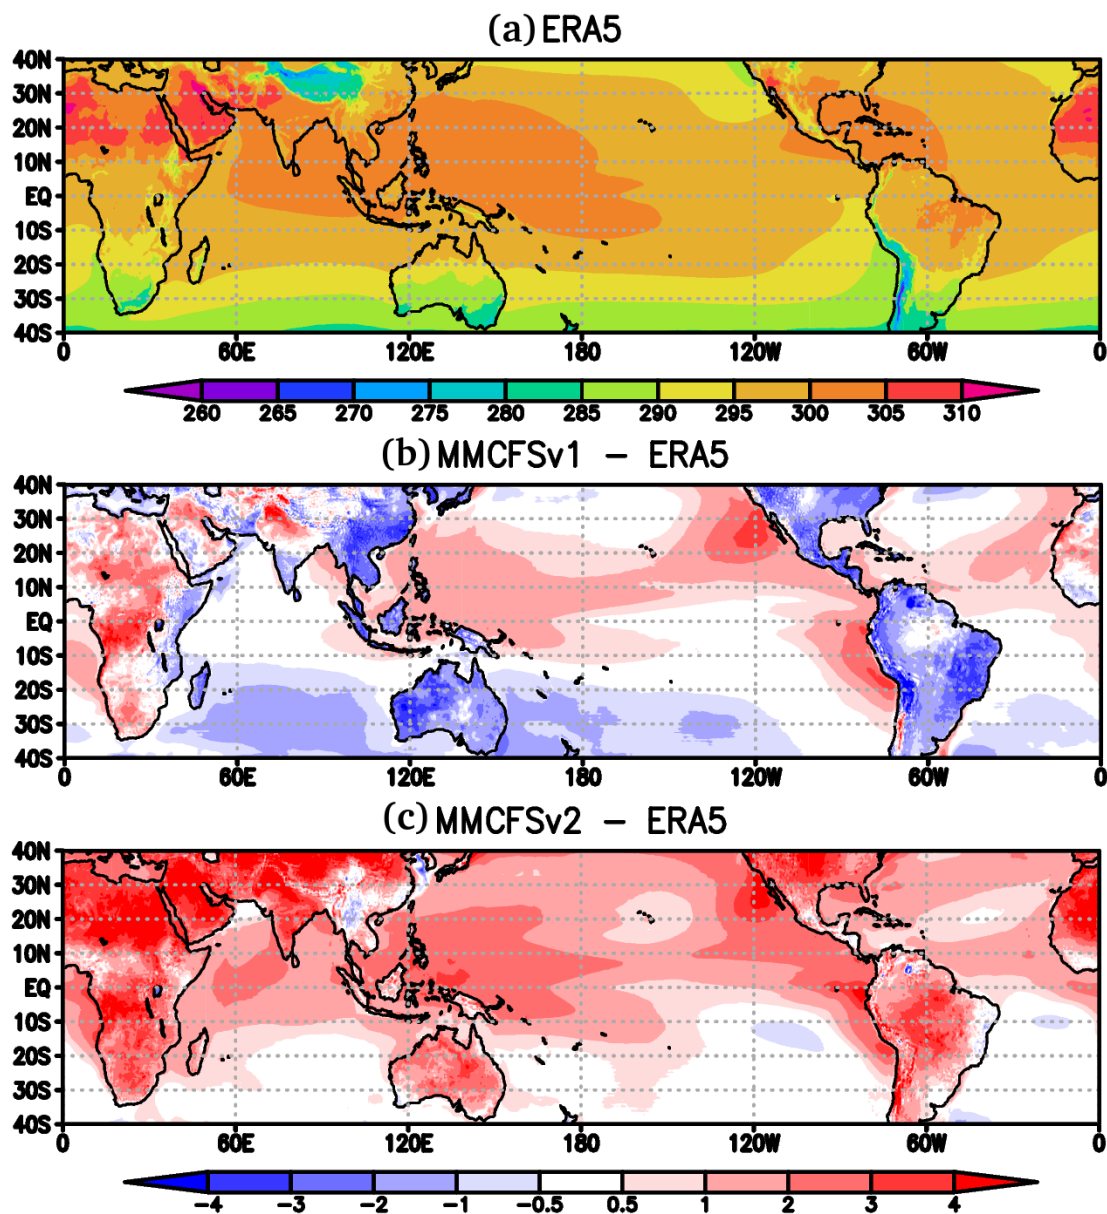 (a) ERA5
40N
30N
20N
10N
EQ
10S
20S
30S
40S
0 60E 120E 180 120W 60W 0
260 265 270 275 280 285 290 295 300 305 310
(b) MMCFSv1 – ERA5
40N
30N
20N
10N
EQ
10S
20S
30S
40S
0 60E 120E 180 120W 60W 0
(c) MMCFSv2 – ERA5
40N
30N
20N
10N
EQ
10S
20S
30S
40S
0 60E 120E 180 120W 60W 0
−4 −3 −2 −1 −0.5 0.5 1 2 3 4